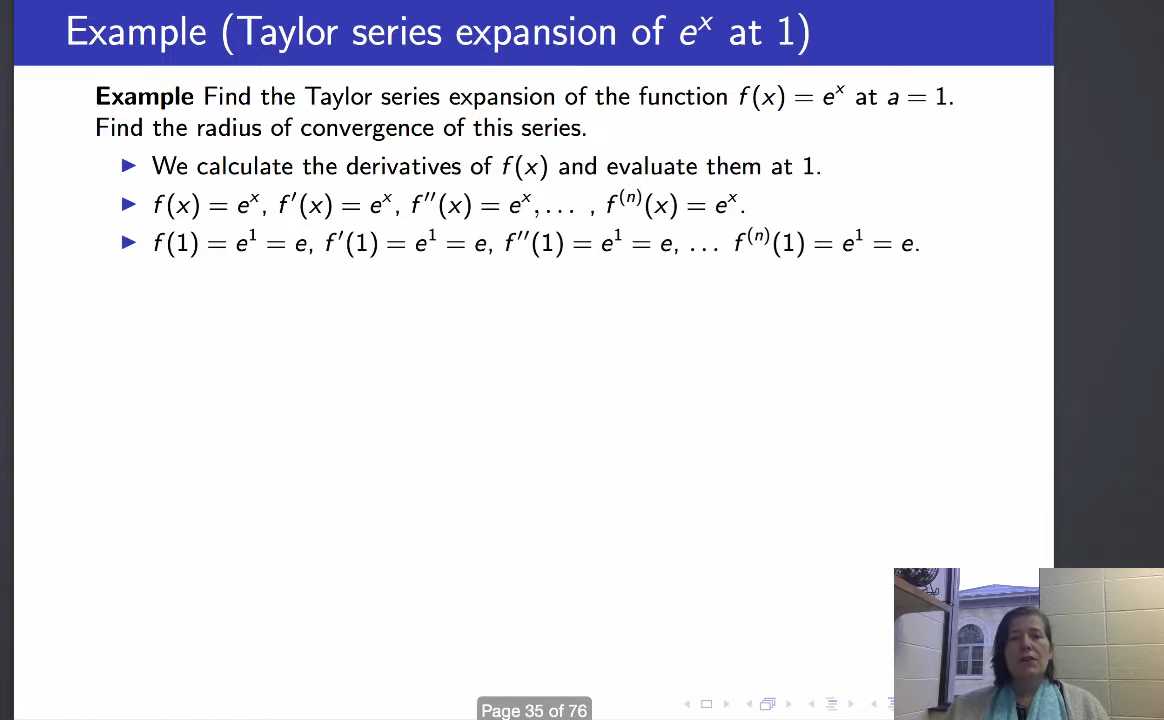 Example (Taylor series expansion of eˣ at 1)
Example Find the Taylor series expansion of the function f(x) = eˣ at a = 1.
Find the radius of convergence of this series.
▶ We calculate the derivatives of f(x) and evaluate them at 1.
▶ f(x) = eˣ, f′(x) = eˣ, f″(x) = eˣ, . . . , f⁽ⁿ⁾(x) = eˣ.
▶ f(1) = e¹ = e, f′(1) = e¹ = e, f″(1) = e¹ = e, . . . f⁽ⁿ⁾(1) = e¹ = e.
Page 35 of 76